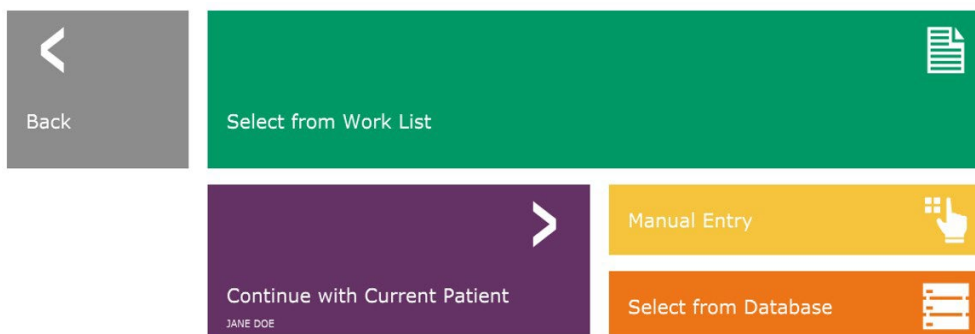 Back
Select from Work List
Continue with Current Patient
JANE DOE
Manual Entry
Select from Database